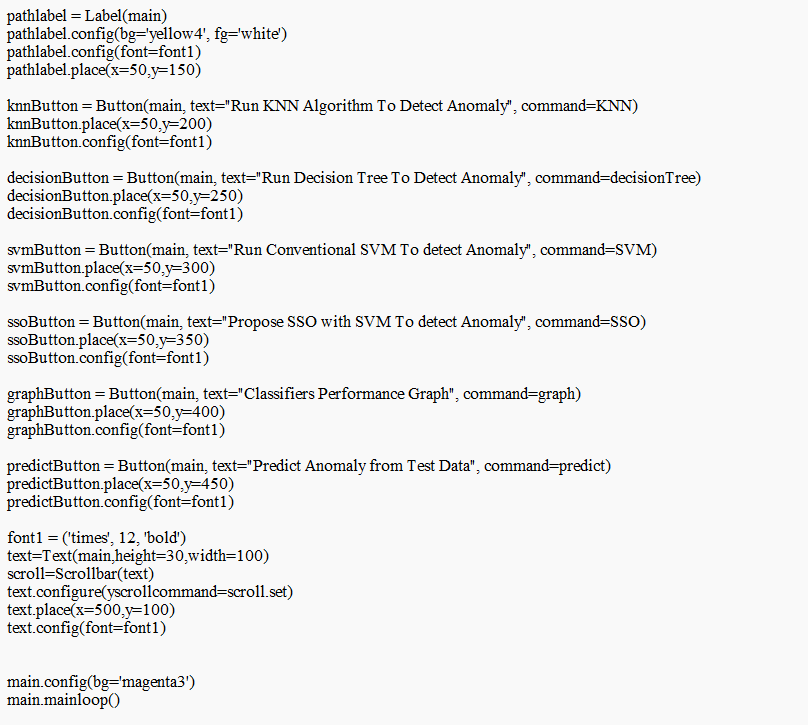 pathlabel = Label(main)
pathlabel.config(bg='yellow4', fg='white')
pathlabel.config(font=font1)
pathlabel.place(x=50,y=150)
knnButton = Button(main, text="Run KNN Algorithm To Detect Anomaly", command=KNN)
knnButton.place(x=50,y=200)
knnButton.config(font=font1)
decisionButton = Button(main, text="Run Decision Tree To Detect Anomaly", command=decisionTree)
decisionButton.place(x=50,y=250)
decisionButton.config(font=font1)
svmButton = Button(main, text="Run Conventional SVM To detect Anomaly", command=SVM)
svmButton.place(x=50,y=300)
svmButton.config(font=font1)
ssoButton = Button(main, text="Propose SSO with SVM To detect Anomaly", command=SSO)
ssoButton.place(x=50,y=350)
ssoButton.config(font=font1)
graphButton = Button(main, text="Classifiers Performance Graph", command=graph)
graphButton.place(x=50,y=400)
graphButton.config(font=font1)
predictButton = Button(main, text="Predict Anomaly from Test Data", command=predict)
predictButton.place(x=50,y=450)
predictButton.config(font=font1)
font1 = ('times', 12, 'bold')
text=Text(main,height=30,width=100)
scroll=Scrollbar(text)
text.configure(yscrollcommand=scroll.set)
text.place(x=500,y=100)
text.config(font=font1)
main.config(bg='magenta3')
main.mainloop()